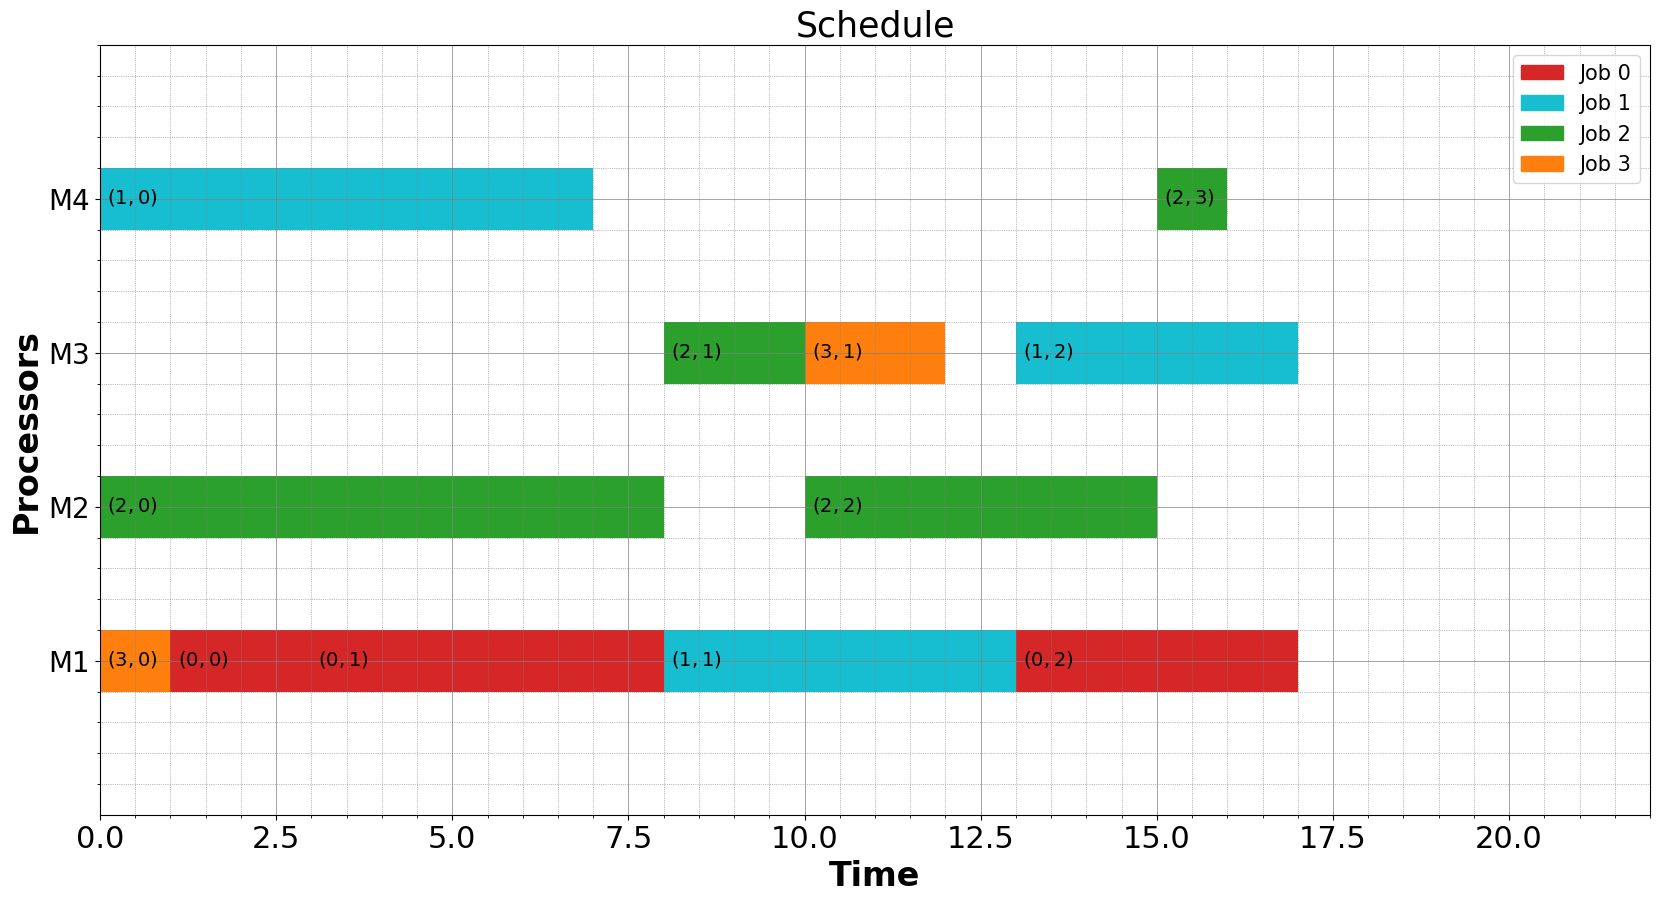 Schedule
Job 0
Job 1
Job 2
Job 3
M4
(1, 0)
(2, 3)
M3
(2, 1)
(3, 1)
(1, 2)
M2
(2, 0)
(2, 2)
M1
(3, 0)
(0, 0)
(0, 1)
(1, 1)
(0, 2)
Processors
0.0 2.5 5.0 7.5 10.0 12.5 15.0 17.5 20.0
Time